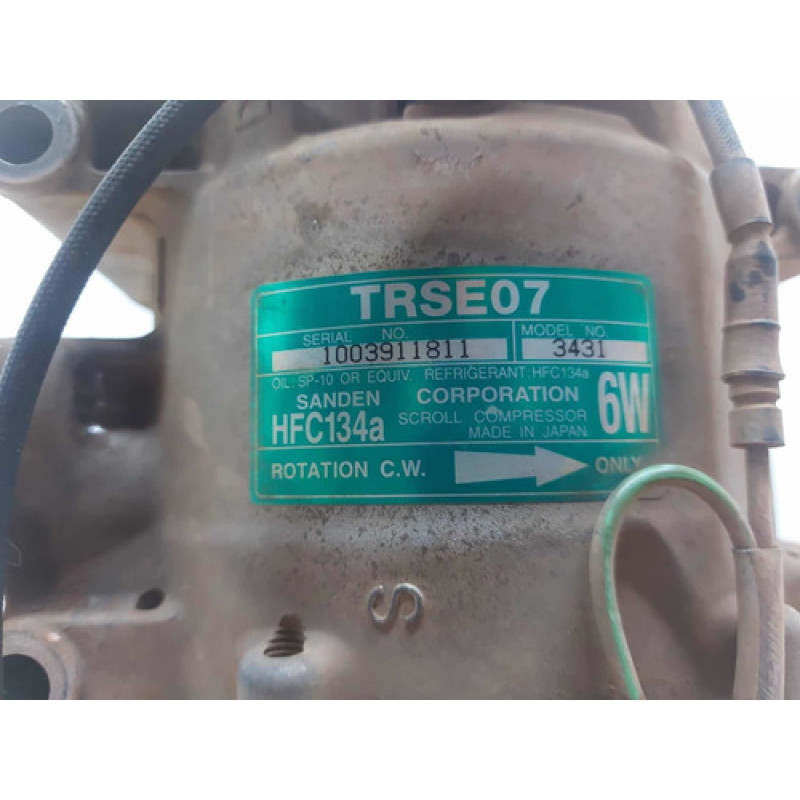 TRSE07
SERIAL NO. MODEL NO.
1003911811 3431
OIL: SP-10 OR EQUIV. REFRIGERANT: HFC134a
SANDEN CORPORATION
HFC134a SCROLL COMPRESSOR 6W
MADE IN JAPAN
ROTATION C.W. ONLY
S